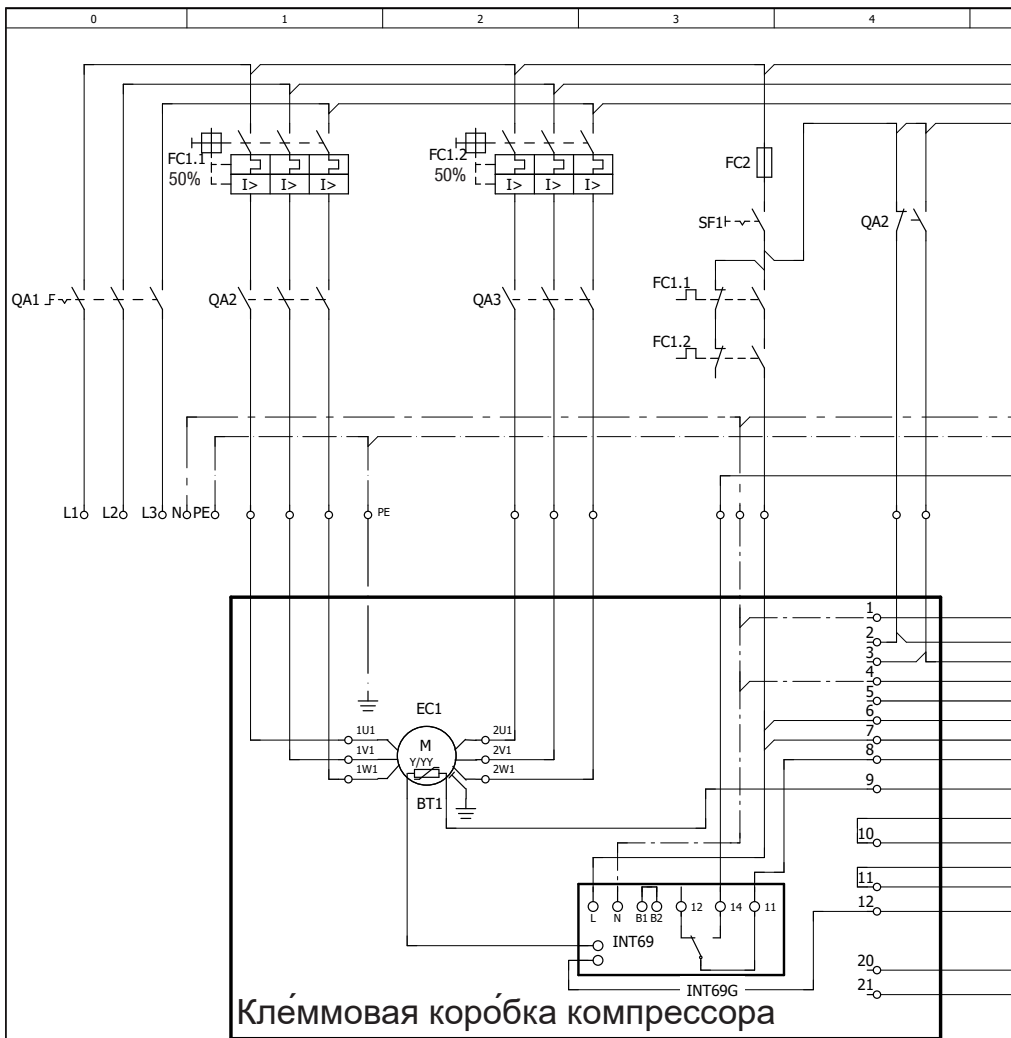 0 1 2 3 4
FC1.1
50%
I> I> I>
FC1.2
50%
I> I> I>
FC2
SF1
QA2
QA1
QA2
QA3
FC1.1
FC1.2
L1 L2 L3 N PE
PE
1
2
3
4
5
6
7
8
9
10
11
12
20
21
EC1
1U1
1V1
1W1
M
Y/YY
2U1
2V1
2W1
BT1
L N B1 B2 12 14 11
INT69
INT69G
Кле́ммовая коро́бка компрессора